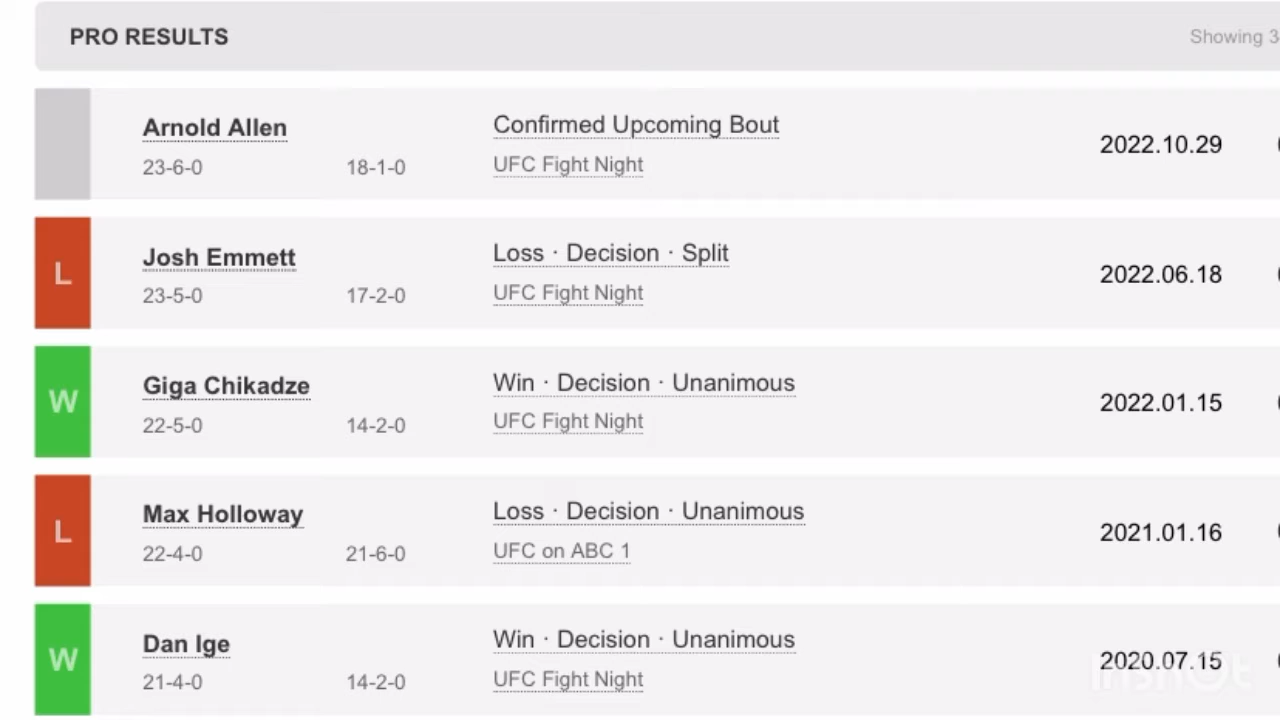 PRO RESULTS Showing 3
Arnold Allen Confirmed Upcoming Bout
23-6-0 18-1-0 UFC Fight Night 2022.10.29
L Josh Emmett Loss · Decision · Split
23-5-0 17-2-0 UFC Fight Night 2022.06.18
W Giga Chikadze Win · Decision · Unanimous
22-5-0 14-2-0 UFC Fight Night 2022.01.15
L Max Holloway Loss · Decision · Unanimous
22-4-0 21-6-0 UFC on ABC 1 2021.01.16
W Dan Ige Win · Decision · Unanimous
21-4-0 14-2-0 UFC Fight Night 2020.07.15